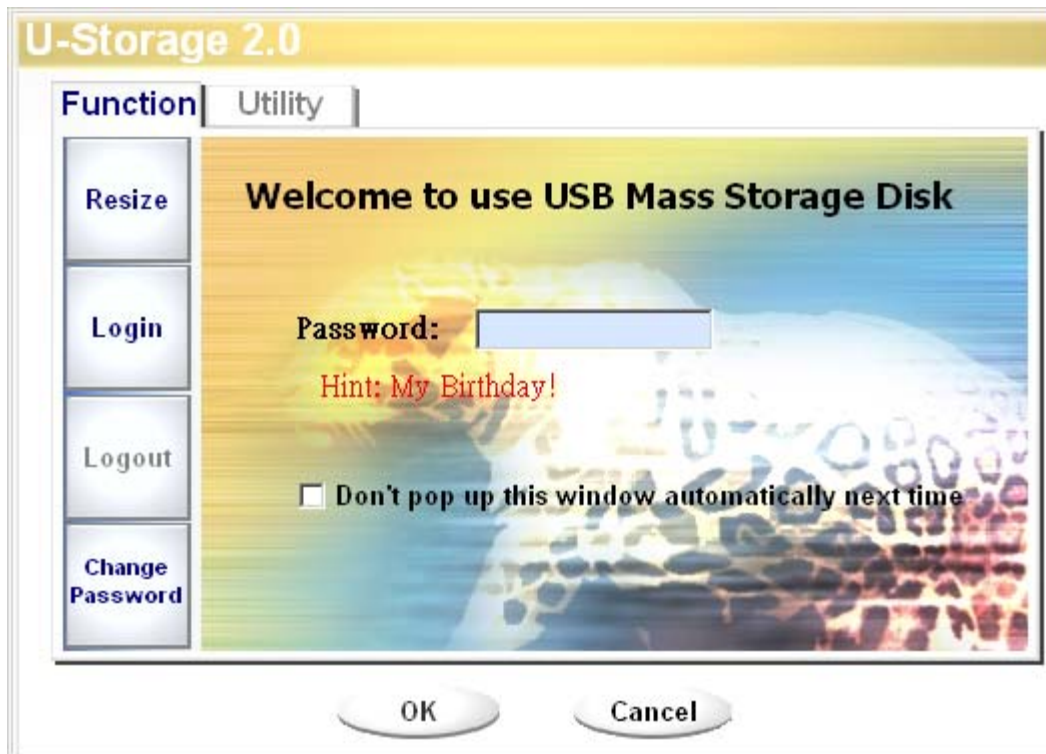 U-Storage 2.0
Function
Utility
Resize
Welcome to use USB Mass Storage Disk
Login
Password:
Hint: My Birthday!
Logout
Don't pop up this window automatically next time
Change
Password
OK
Cancel